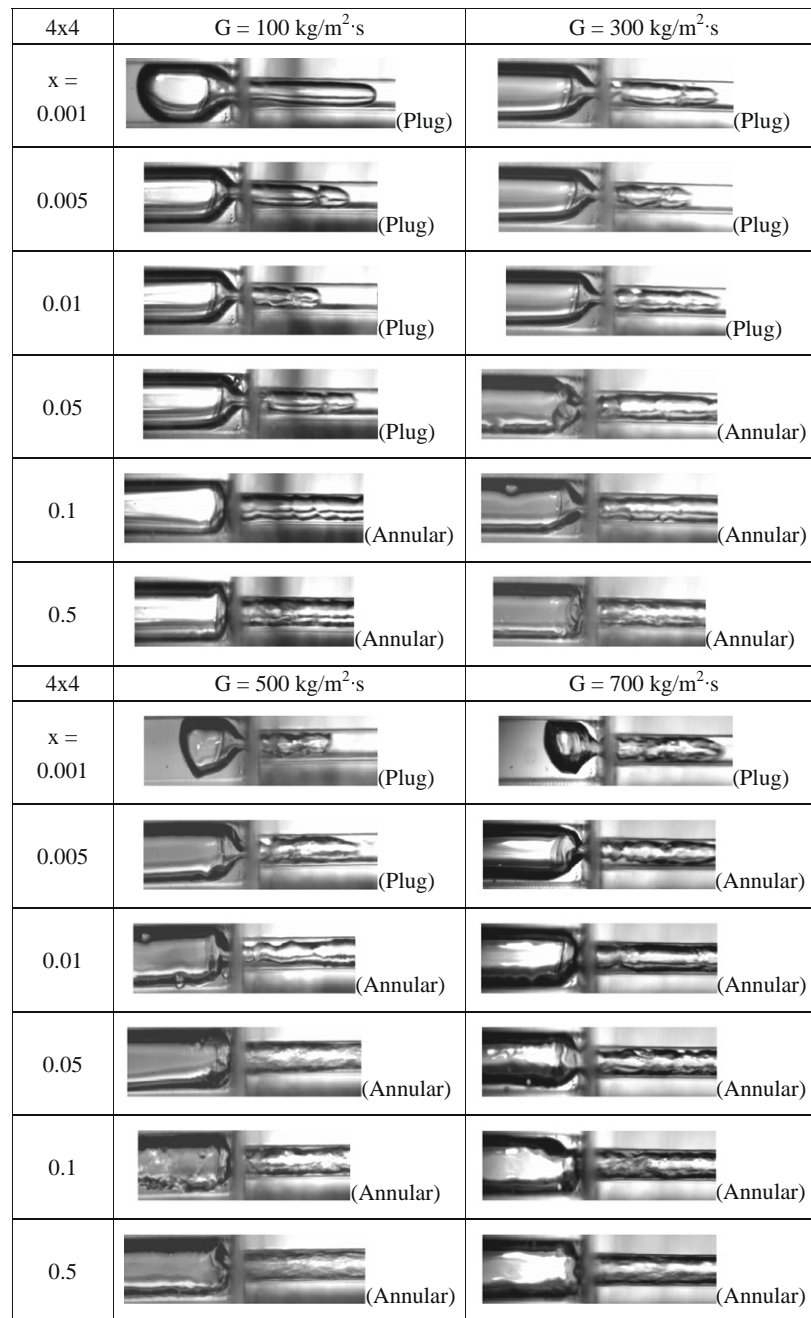 4x4 G = 100 kg/m²·s G = 300 kg/m²·s
x =
0.001 (Plug) (Plug)
0.005 (Plug) (Plug)
0.01 (Plug) (Plug)
0.05 (Plug) (Annular)
0.1 (Annular) (Annular)
0.5 (Annular) (Annular)
4x4 G = 500 kg/m²·s G = 700 kg/m²·s
x =
0.001 (Plug) (Plug)
0.005 (Plug) (Annular)
0.01 (Annular) (Annular)
0.05 (Annular) (Annular)
0.1 (Annular) (Annular)
0.5 (Annular) (Annular)